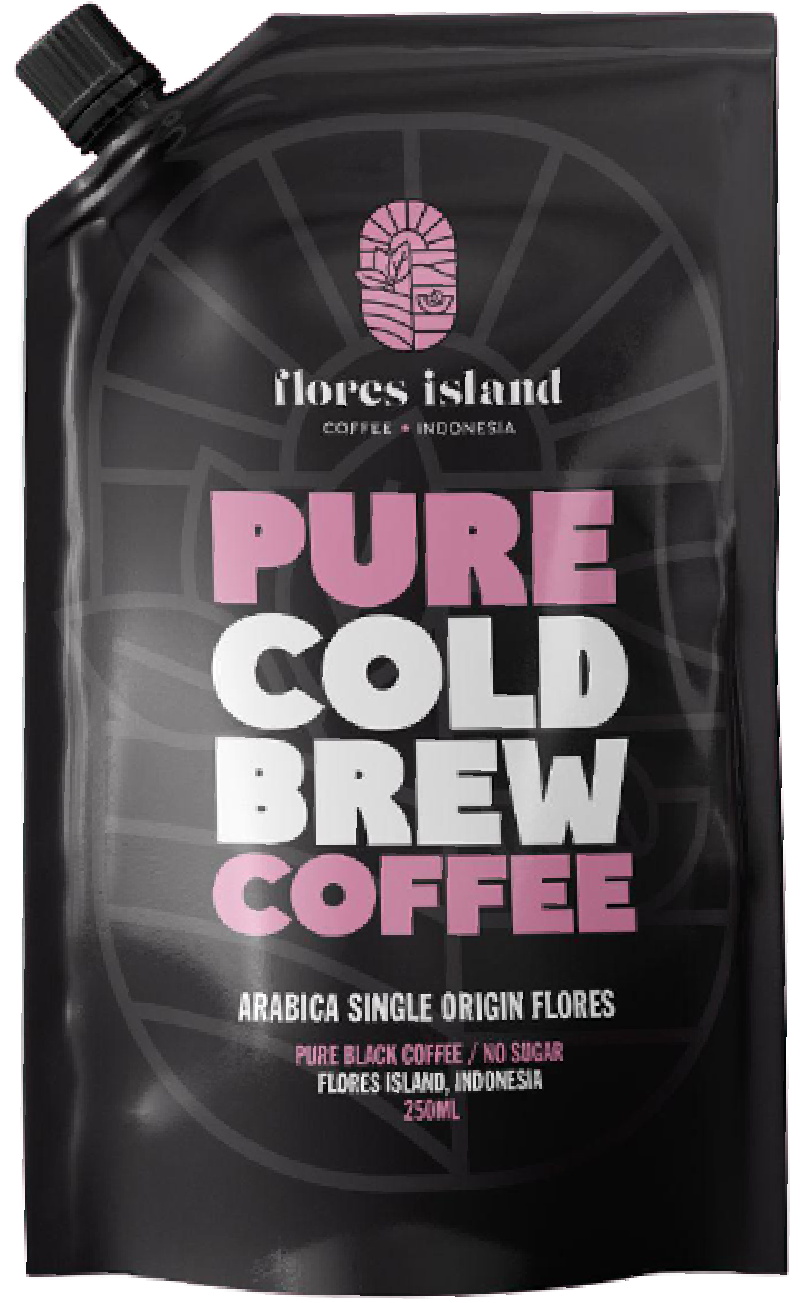 flores island
COFFEE • INDONESIA
PURE
COLD
BREW
COFFEE
ARABICA SINGLE ORIGIN FLORES
PURE BLACK COFFEE / NO SUGAR
FLORES ISLAND, INDONESIA
250ML